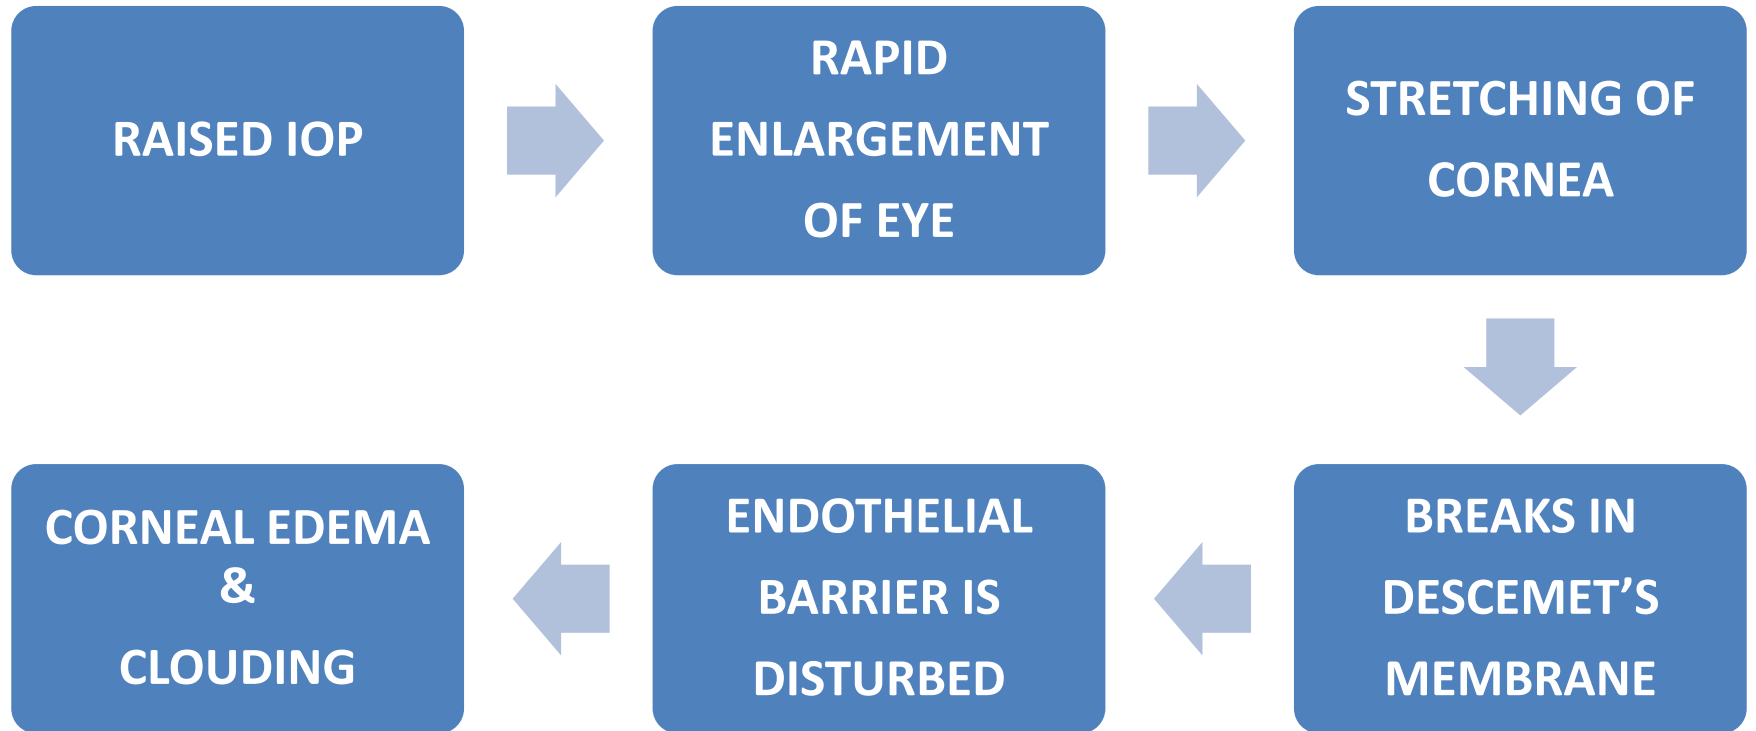 RAISED IOP
RAPID
ENLARGEMENT
OF EYE
STRETCHING OF
CORNEA
BREAKS IN
DESCEMET’S
MEMBRANE
ENDOTHELIAL
BARRIER IS
DISTURBED
CORNEAL EDEMA
&
CLOUDING